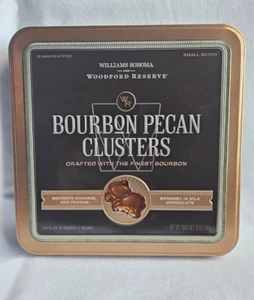 HANDCRAFTED SMALL BATCH
WILLIAMS SONOMA
WOODFORD RESERVE®
WR
BOURBON PECAN
CLUSTERS
CRAFTED WITH THE FINEST BOURBON
BOURBON CARAMEL
AND PECANS
ENROBED IN MILK
CHOCOLATE